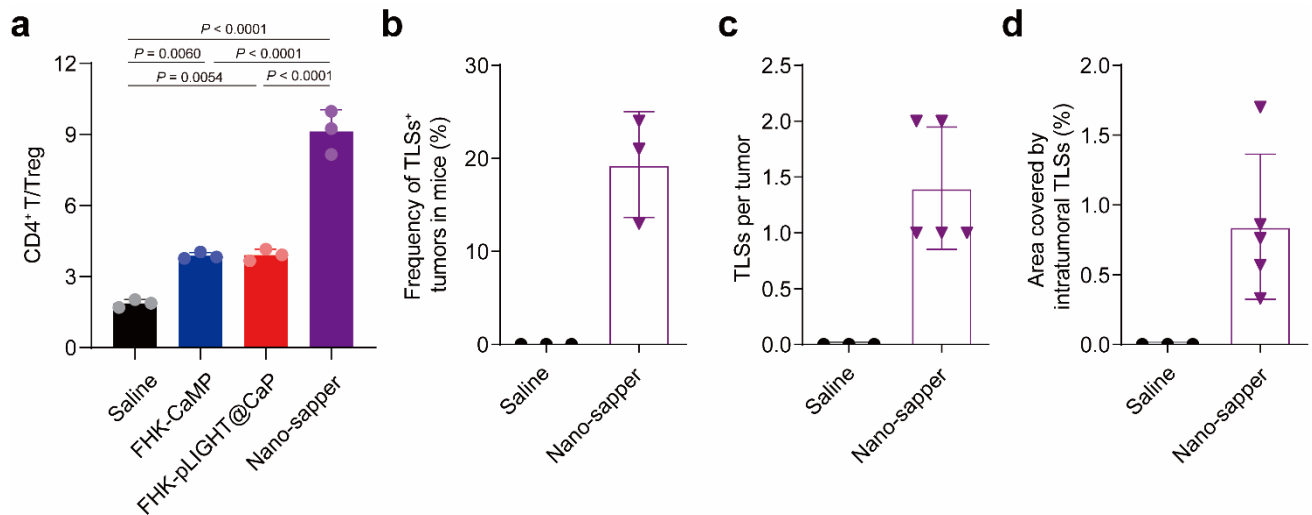 a
P < 0.0001
P = 0.0060
P < 0.0001
P = 0.0054
P < 0.0001
CD4⁺ T/Treg
12
9
6
3
0
Saline
FHK-CaMP
FHK-pLIGHT@CaP
Nano-sapper
b
Frequency of TLSs⁺
tumors in mice (%)
30
20
10
0
Saline
Nano-sapper
c
TLSs per tumor
2.5
2.0
1.5
1.0
0.5
0.0
Saline
Nano-sapper
d
Area covered by
intratumoral TLSs (%)
2.0
1.5
1.0
0.5
0.0
Saline
Nano-sapper